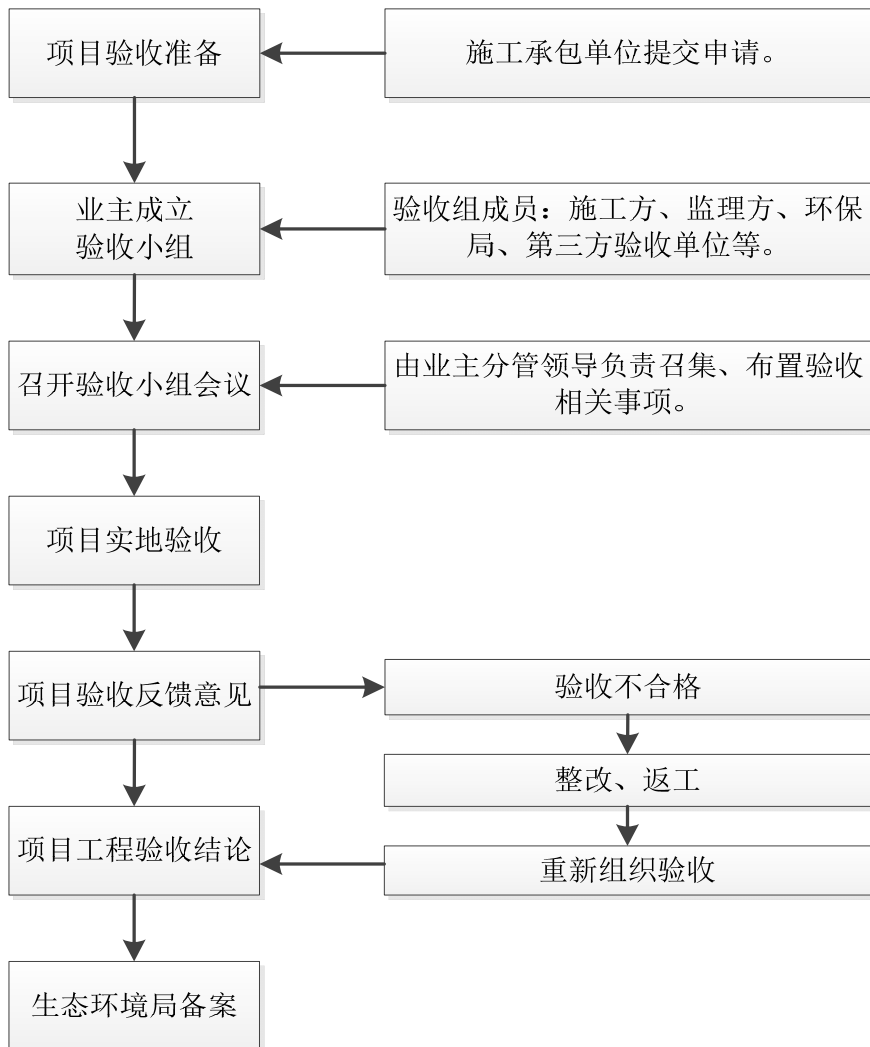 项目验收准备
施工承包单位提交申请。
业主成立
验收小组
验收组成员：施工方、监理方、环保
局、第三方验收单位等。
召开验收小组会议
由业主分管领导负责召集、布置验收
相关事项。
项目实地验收
项目验收反馈意见
验收不合格
整改、返工
项目工程验收结论
重新组织验收
生态环境局备案